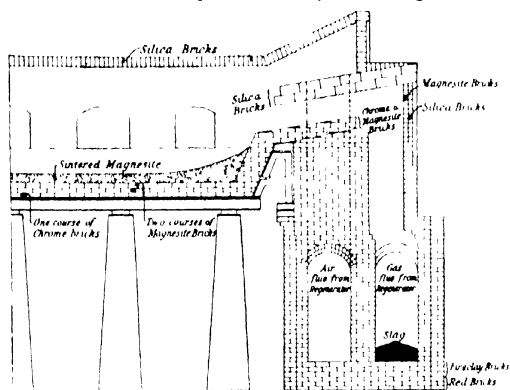 Silica Bricks
Magnesite Bricks
Silica
Bricks
Chrome &
Magnesite
Bricks
Silica Bricks
Sintered Magnesite
One course of
Chrome bricks
Two courses of
Magnesite Bricks
Air
flue from
Regenerator
Gas
flue from
Regenerator
Slag
Fireclay Bricks
Red Bricks